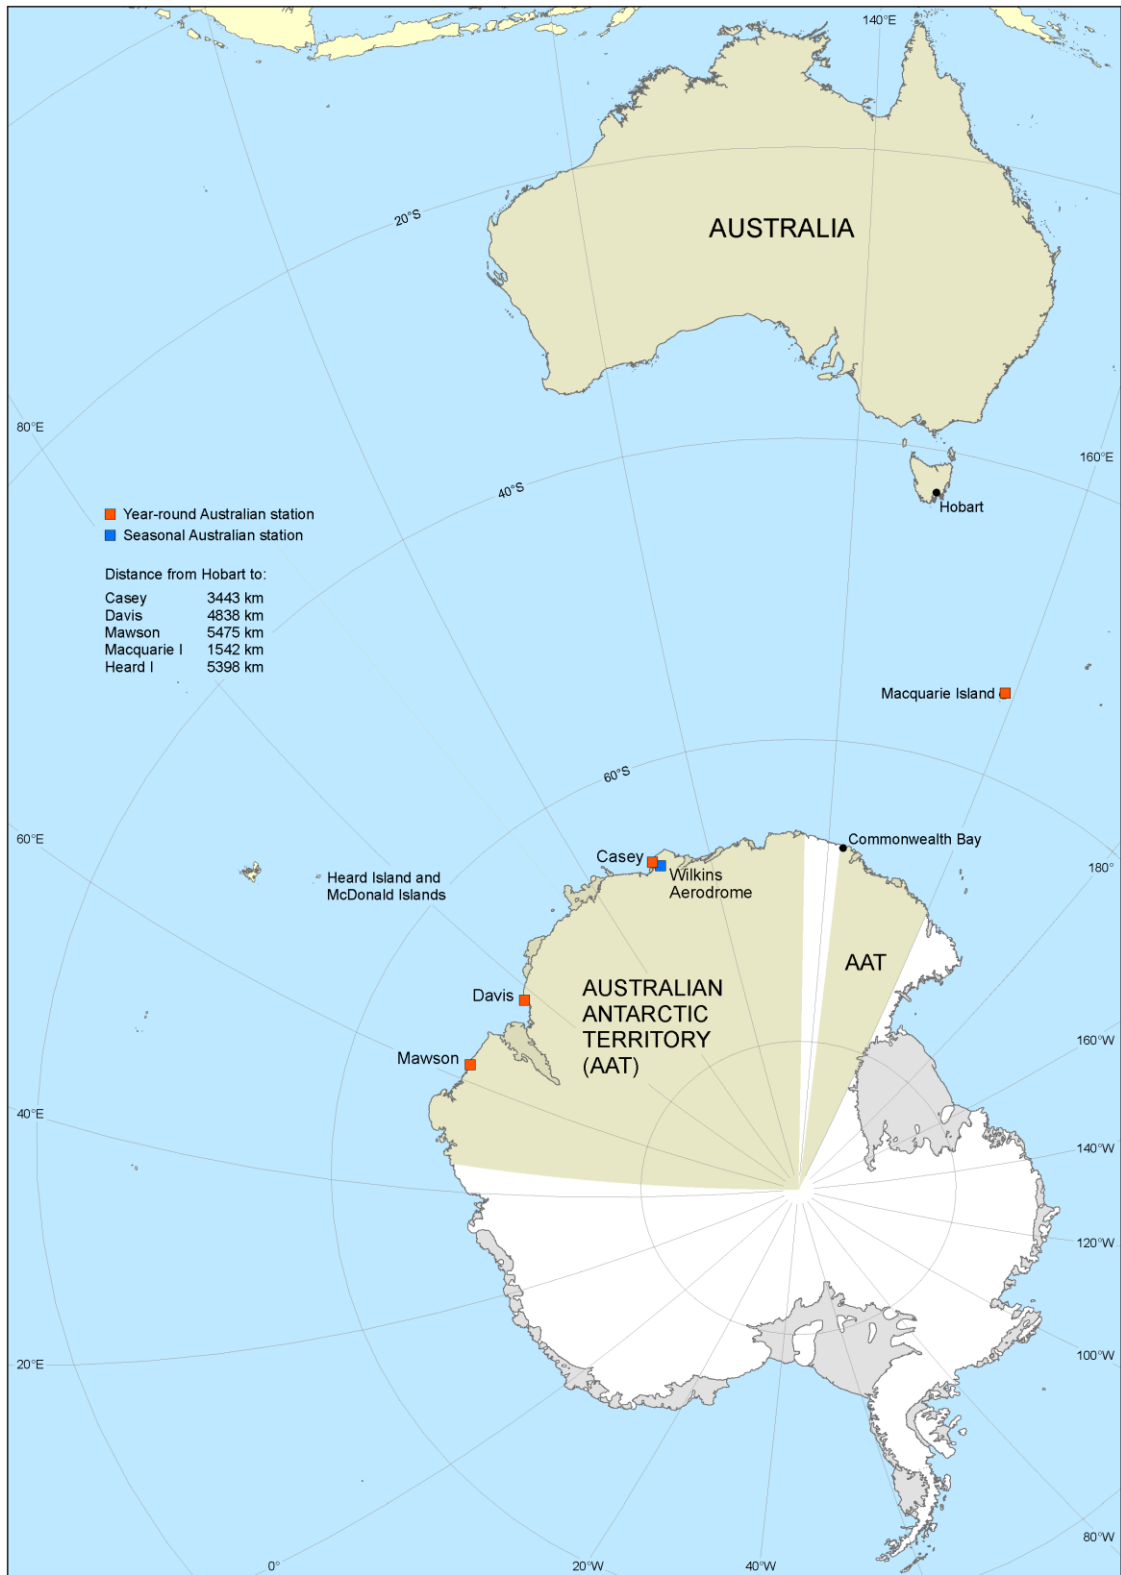 140°E
20°S
AUSTRALIA
80°E
160°E
40°S
Hobart
Year-round Australian station
Seasonal Australian station
Distance from Hobart to:
Casey 3443 km
Davis 4838 km
Mawson 5475 km
Macquarie I 1542 km
Heard I 5398 km
Macquarie Island
60°S
60°E
Commonwealth Bay
Casey
Wilkins
Aerodrome
180°
Heard Island and
McDonald Islands
AAT
Davis
AUSTRALIAN
ANTARCTIC
TERRITORY
(AAT)
Mawson
160°W
40°E
140°W
120°W
100°W
20°E
80°W
0°
20°W
40°W